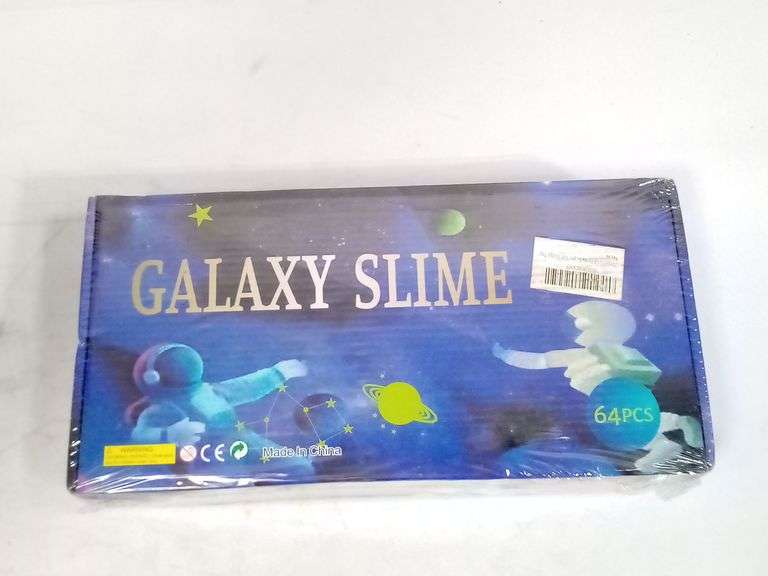 GALAXY SLIME
64PCS
WARNING
CE
Made In China